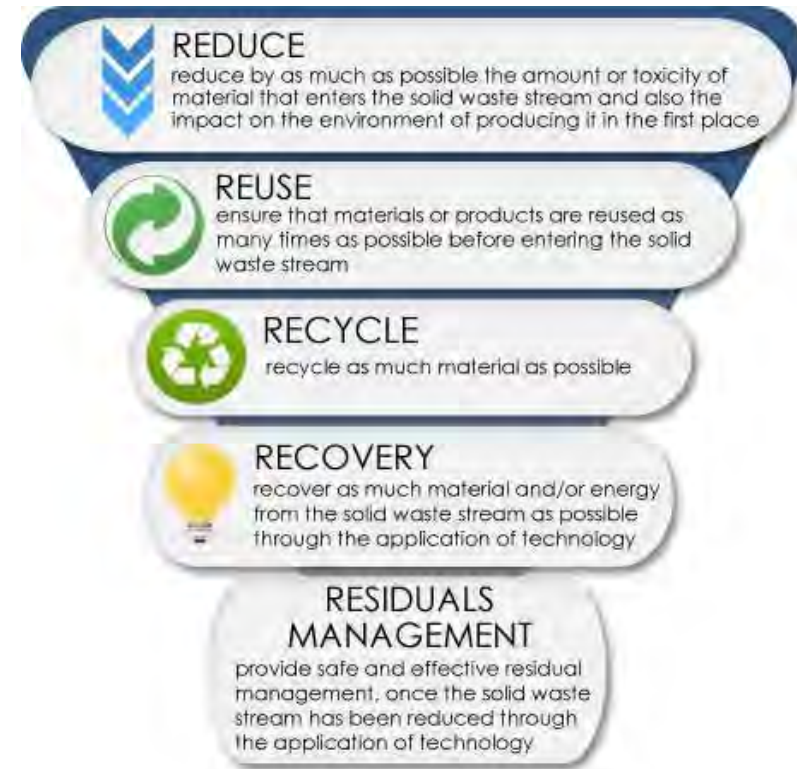 REDUCE
reduce by as much as possible the amount or toxicity of
material that enters the solid waste stream and also the
impact on the environment of producing it in the first place
REUSE
ensure that materials or products are reused as
many times as possible before entering the solid
waste stream
RECYCLE
recycle as much material as possible
RECOVERY
recover as much material and/or energy
from the solid waste stream as possible
through the application of technology
RESIDUALS
MANAGEMENT
provide safe and effective residual
management, once the solid waste
stream has been reduced through
the application of technology